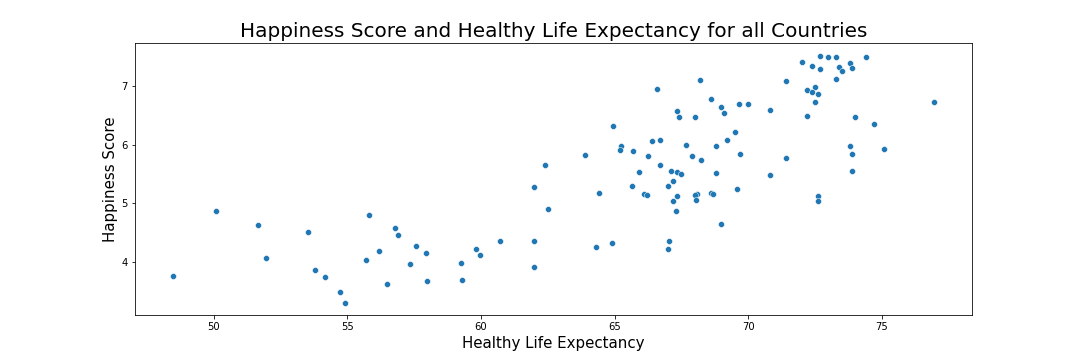 Happiness Score and Healthy Life Expectancy for all Countries
Happiness Score
7
6
5
4
50 55 60 65 70 75
Healthy Life Expectancy